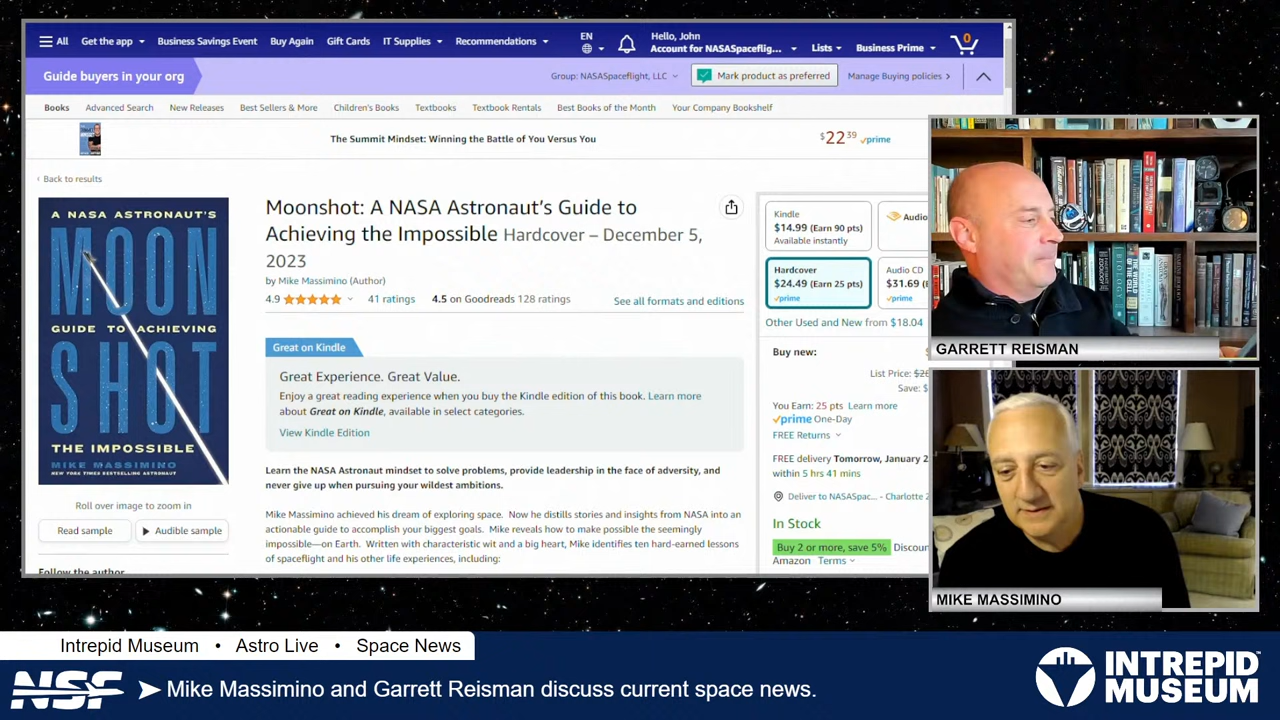 All
Get the app
Business Savings Event
Buy Again
Gift Cards
IT Supplies
Recommendations
EN
Hello, John
Account for NASASpaceflig...
Lists
Business Prime
0
Guide buyers in your org
Group: NASASpaceflight, LLC
Mark product as preferred
Manage Buying policies
Books
Advanced Search
New Releases
Best Sellers & More
Children's Books
Textbooks
Textbook Rentals
Best Books of the Month
Your Company Bookshelf
The Summit Mindset: Winning the Battle of You Versus You
$22 39 prime
Back to results
A NASA ASTRONAUT'S
MOON
GUIDE TO ACHIEVING
SHOT
THE IMPOSSIBLE
MIKE MASSIMINO
NEW YORK TIMES BESTSELLING ASTRONAUT
Roll over image to zoom in
Read sample
Audible sample
Follow the author
Moonshot: A NASA Astronaut's Guide to
Achieving the Impossible Hardcover – December 5,
2023
by Mike Massimino (Author)
4.9
41 ratings
4.5 on Goodreads 128 ratings
See all formats and editions
Great on Kindle
Great Experience. Great Value.
Enjoy a great reading experience when you buy the Kindle edition of this book. Learn more
about Great on Kindle, available in select categories.
View Kindle Edition
Learn the NASA Astronaut mindset to solve problems, provide leadership in the face of adversity, and
never give up when pursuing your wildest ambitions.
Mike Massimino achieved his dream of exploring space. Now he distills stories and insights from NASA into an
actionable guide to accomplish your biggest goals. Mike reveals how to make possible the seemingly
impossible—on Earth. Written with characteristic wit and a big heart, Mike identifies ten hard-earned lessons
of spaceflight and his other life experiences, including:
Kindle
$14.99 (Earn 90 pts)
Available instantly
Audio
Hardcover
$24.49 (Earn 25 pts)
prime
Audio CD
$31.69
prime
Other Used and New from $18.04
Buy new:
List Price:
Save:
You Earn: 25 pts Learn more
prime One-Day
FREE Returns
FREE delivery Tomorrow, January 2
within 5 hrs 41 mins
Deliver to NASASpac... - Charlotte 2
In Stock
Buy 2 or more, save 5% Discoun
Amazon Terms
GARRETT REISMAN
MIKE MASSIMINO
Intrepid Museum • Astro Live • Space News
NSF
Mike Massimino and Garrett Reisman discuss current space news.
INTREPID
MUSEUM